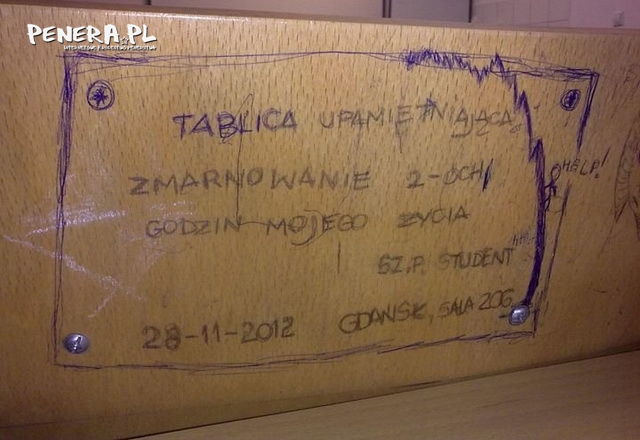 PENERA.PL
TABLICA UPAMIĘTNIAJĄCA
ZMARNOWANIE 2-ÓCH
GODZIN MOJEGO ŻYCIA
HELP!
SZ.P. STUDENT
28-11-2012 GDAŃSK, SALA 206